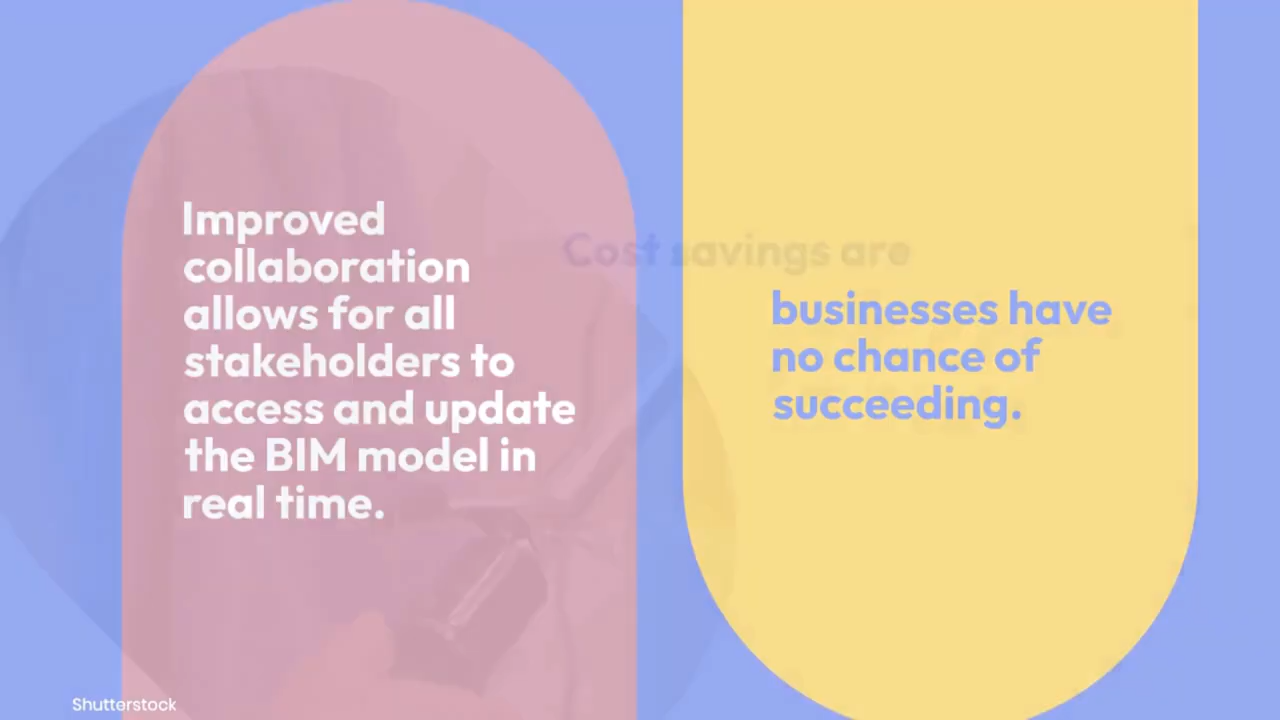 Improved
collaboration
allows for all
stakeholders to
access and update
the BIM model in
real time.
Cost savings are
businesses have
no chance of
succeeding.
Shutterstock